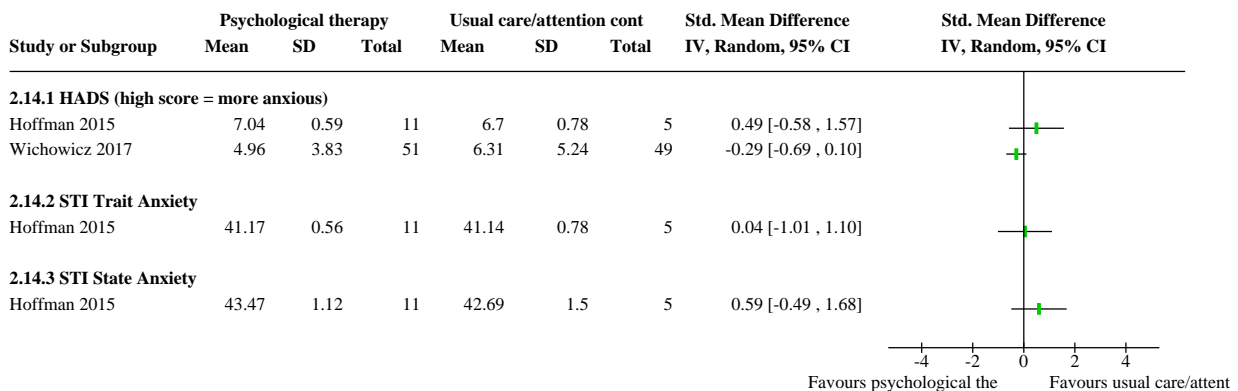 Psychological therapy Usual care/attention cont Std. Mean Difference Std. Mean Difference
Study or Subgroup Mean SD Total Mean SD Total IV, Random, 95% CI IV, Random, 95% CI
2.14.1 HADS (high score = more anxious)
Hoffman 2015 7.04 0.59 11 6.7 0.78 5 0.49 [-0.58 , 1.57]
Wichowicz 2017 4.96 3.83 51 6.31 5.24 49 -0.29 [-0.69 , 0.10]
2.14.2 STI Trait Anxiety
Hoffman 2015 41.17 0.56 11 41.14 0.78 5 0.04 [-1.01 , 1.10]
2.14.3 STI State Anxiety
Hoffman 2015 43.47 1.12 11 42.69 1.5 5 0.59 [-0.49 , 1.68]
-4 -2 0 2 4
Favours psychological the Favours usual care/attent